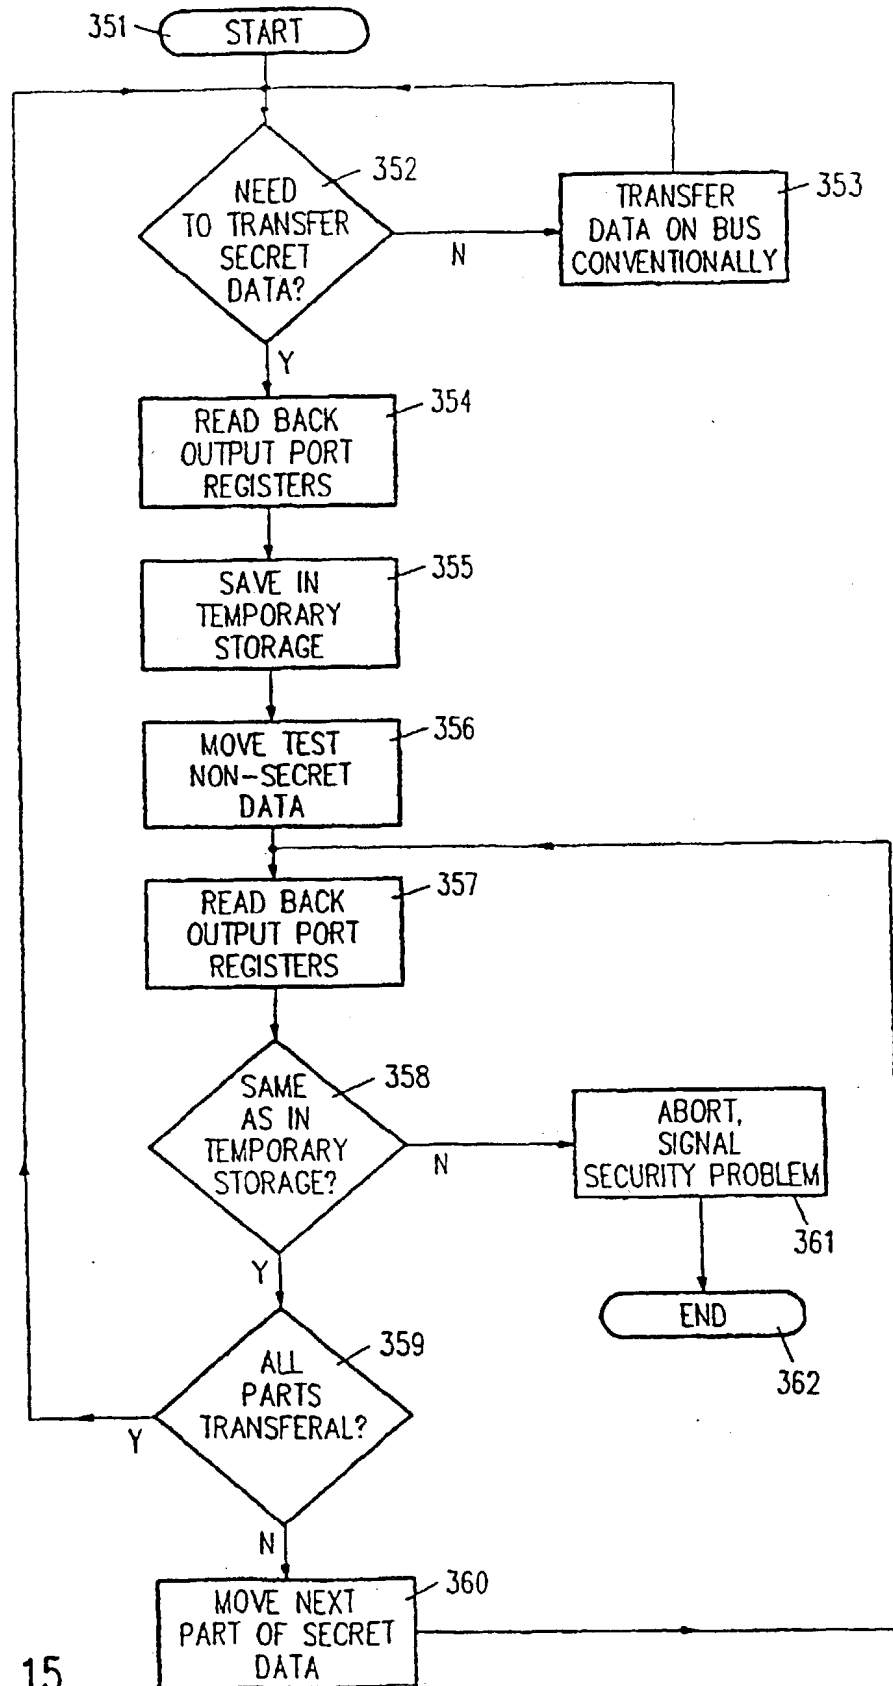 351
START
352
NEED
TO TRANSFER
SECRET
DATA?
N
TRANSFER
DATA ON BUS
CONVENTIONALLY
353
Y
354
READ BACK
OUTPUT PORT
REGISTERS
355
SAVE IN
TEMPORARY
STORAGE
356
MOVE TEST
NON-SECRET
DATA
357
READ BACK
OUTPUT PORT
REGISTERS
358
SAME
AS IN
TEMPORARY
STORAGE?
N
ABORT,
SIGNAL
SECURITY PROBLEM
361
Y
END
362
359
ALL
PARTS
TRANSFERAL?
Y
N
360
MOVE NEXT
PART OF SECRET
DATA
15